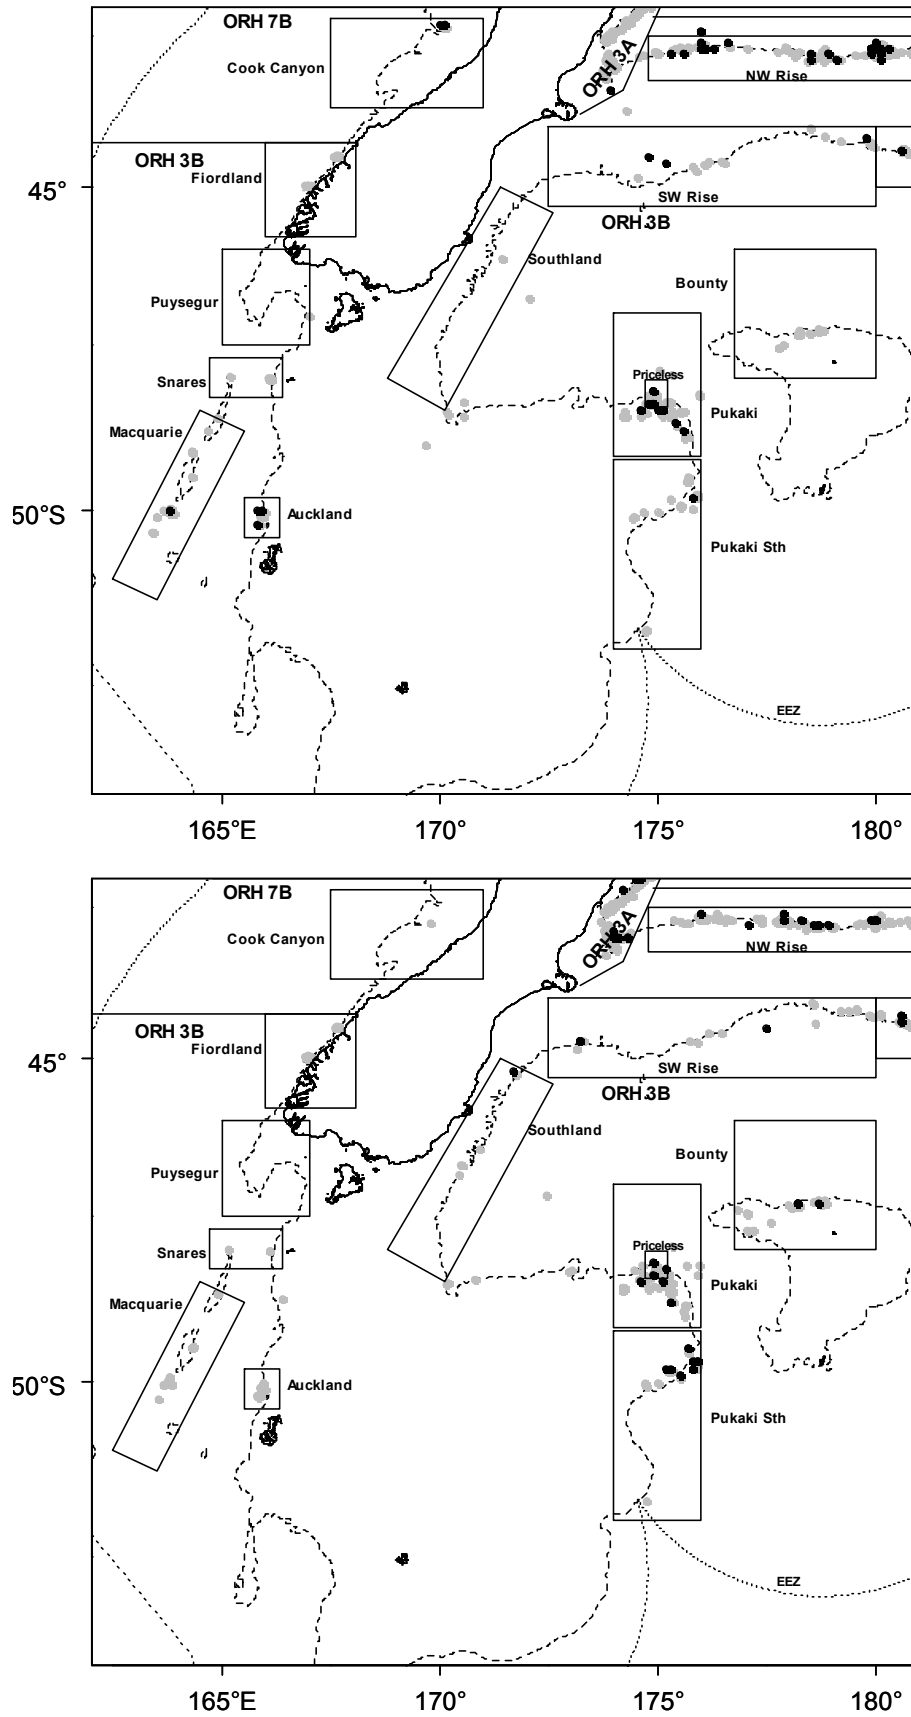 ORH 7B
Cook Canyon
ORH 3A
NW Rise
ORH 3B
Fiordland
45°
SW Rise
ORH 3B
Southland
Bounty
Puysegur
Snares
Priceless
Macquarie
Pukaki
50°S
Auckland
Pukaki Sth
EEZ
165°E 170° 175° 180°
ORH 7B
Cook Canyon
ORH 3A
NW Rise
ORH 3B
Fiordland
45°
SW Rise
ORH 3B
Southland
Bounty
Puysegur
Snares
Priceless
Macquarie
Pukaki
50°S
Auckland
Pukaki Sth
EEZ
165°E 170° 175° 180°